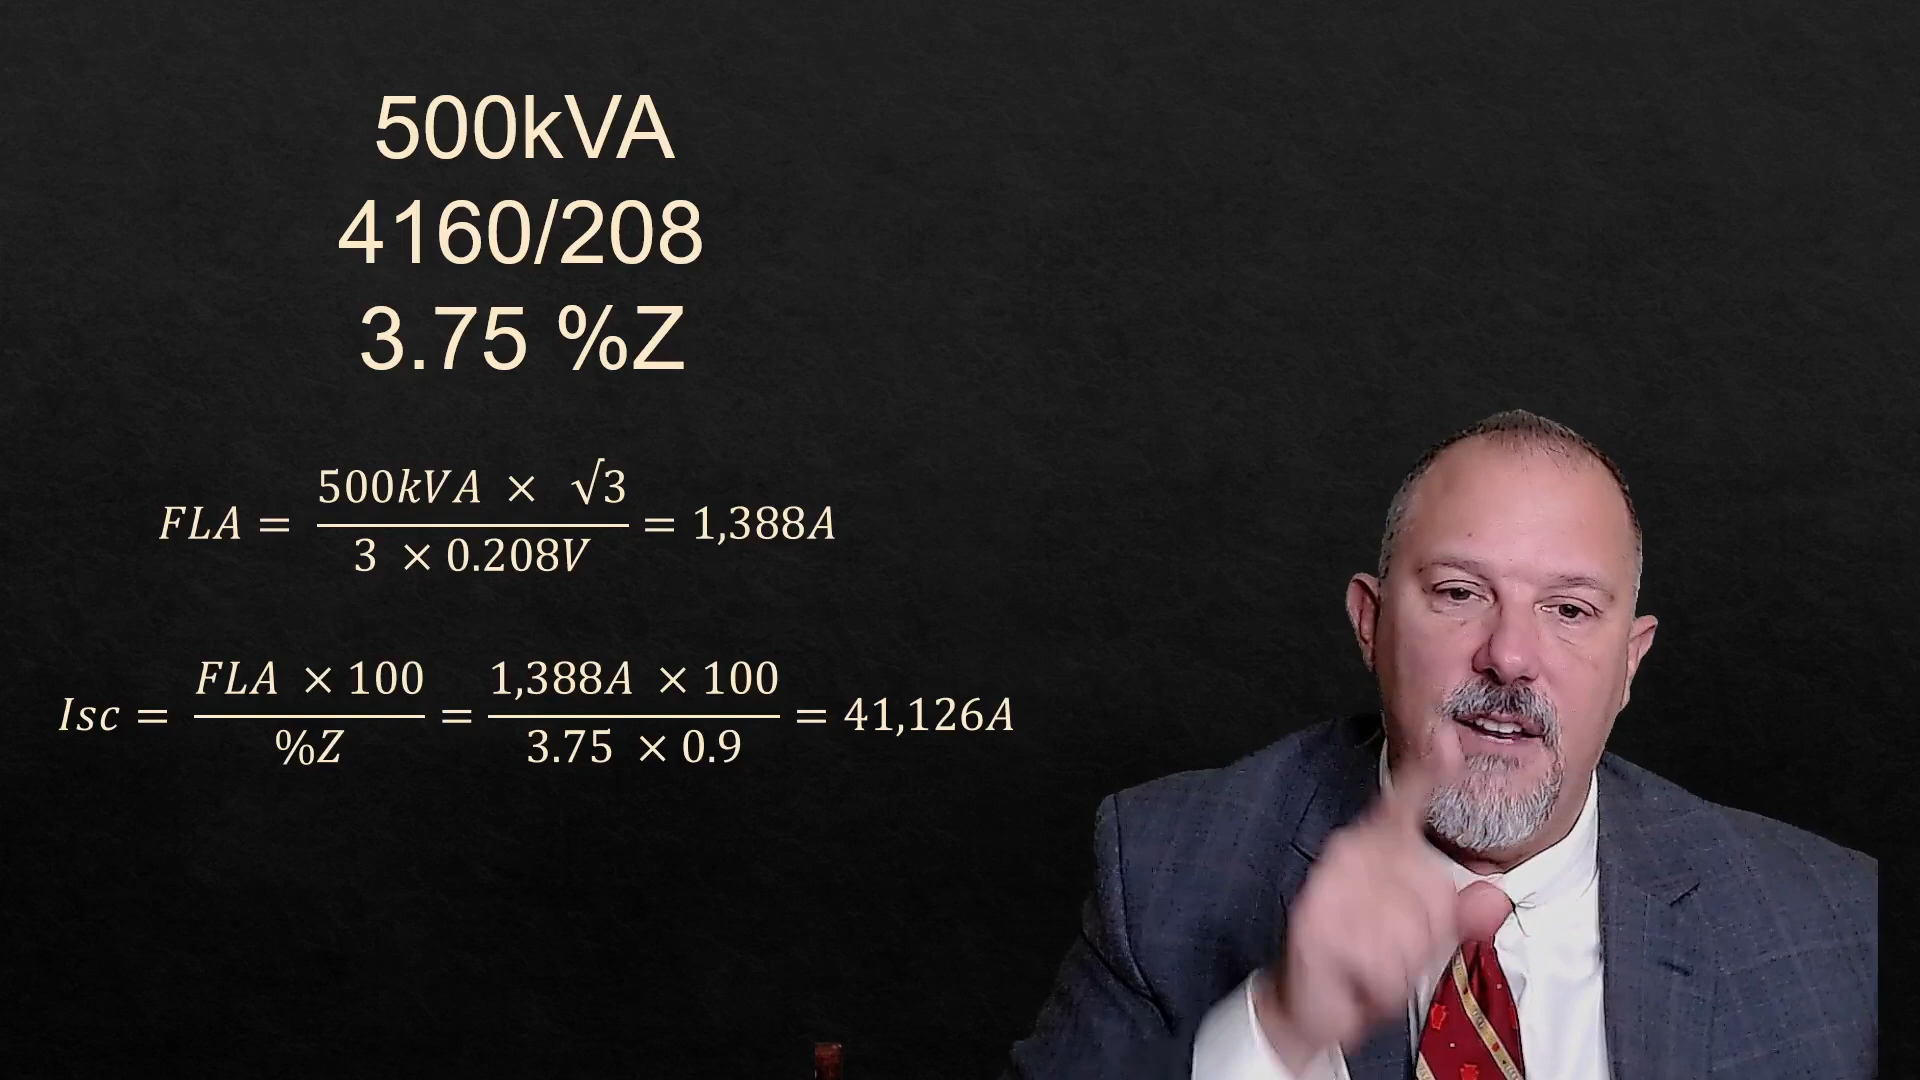 500kVA
4160/208
3.75 %Z
FLA = 500kVA × √3 / 3 × 0.208V = 1,388A
Isc = FLA × 100 / %Z = 1,388A × 100 / 3.75 × 0.9 = 41,126A